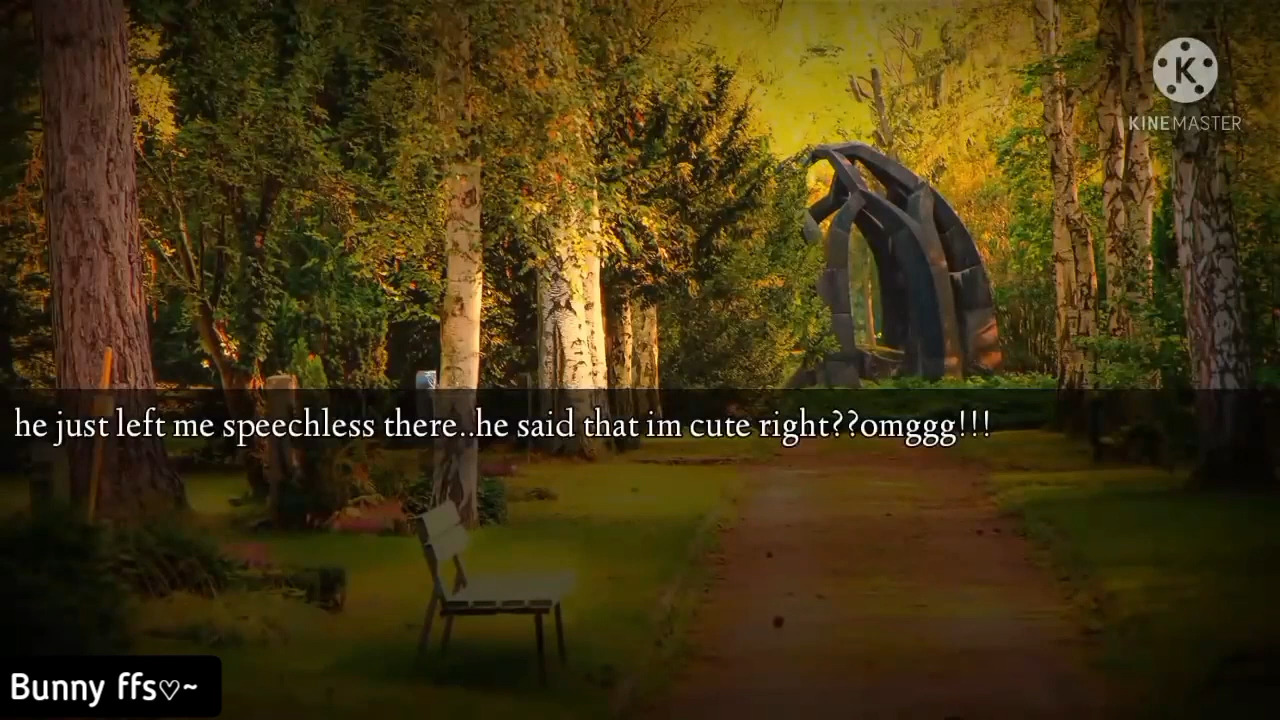 K
KINEMASTER
he just left me speechless there..he said that im cute right??omggg!!!
Bunny ffs♡~